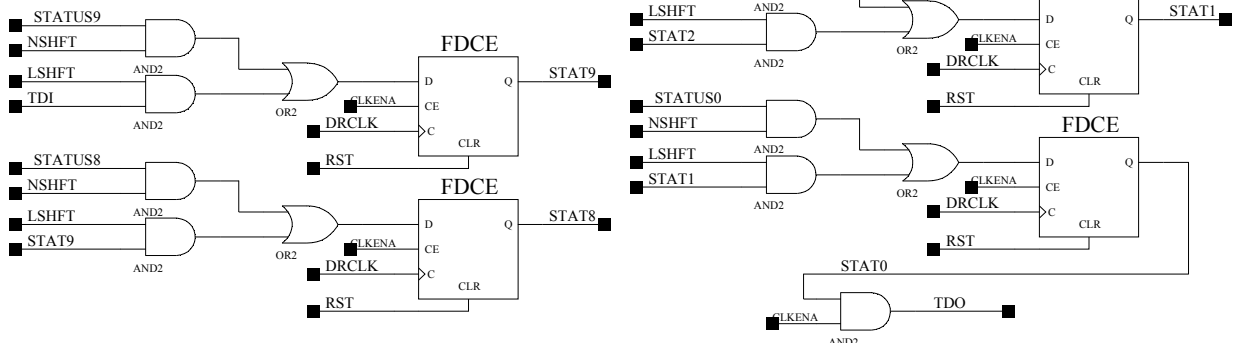 STATUS9
NSHFT
AND2
LSHFT
TDI
AND2
OR2
FDCE
D
Q
STAT9
CLKENA
CE
DRCLK
C
CLR
RST
STATUS8
NSHFT
AND2
LSHFT
STAT9
AND2
OR2
FDCE
D
Q
STAT8
CLKENA
CE
DRCLK
C
CLR
RST
AND2
LSHFT
STAT2
AND2
OR2
D
Q
STAT1
CLKENA
CE
DRCLK
C
CLR
RST
STATUS0
NSHFT
AND2
LSHFT
STAT1
AND2
OR2
FDCE
D
Q
CLKENA
CE
DRCLK
C
CLR
RST
STAT0
CLKENA
AND2
TDO